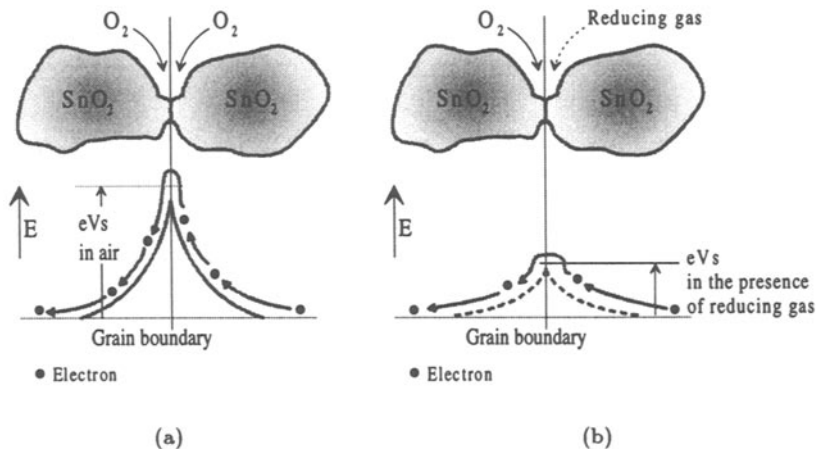 O2 O2
SnO2 SnO2
E
eVs
in air
Grain boundary
Electron
(a)
O2 Reducing gas
SnO2 SnO2
E
eVs
in the presence
of reducing gas
Grain boundary
Electron
(b)